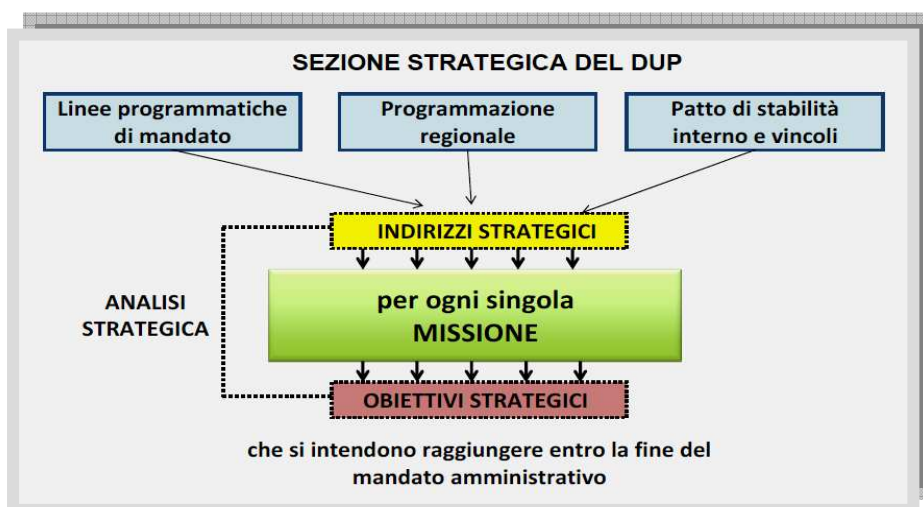 SEZIONE STRATEGICA DEL DUP
Linee programmatiche
di mandato
Programmazione
regionale
Patto di stabilità
interno e vincoli
INDIRIZZI STRATEGICI
ANALISI
STRATEGICA
per ogni singola
MISSIONE
OBIETTIVI STRATEGICI
che si intendono raggiungere entro la fine del
mandato amministrativo